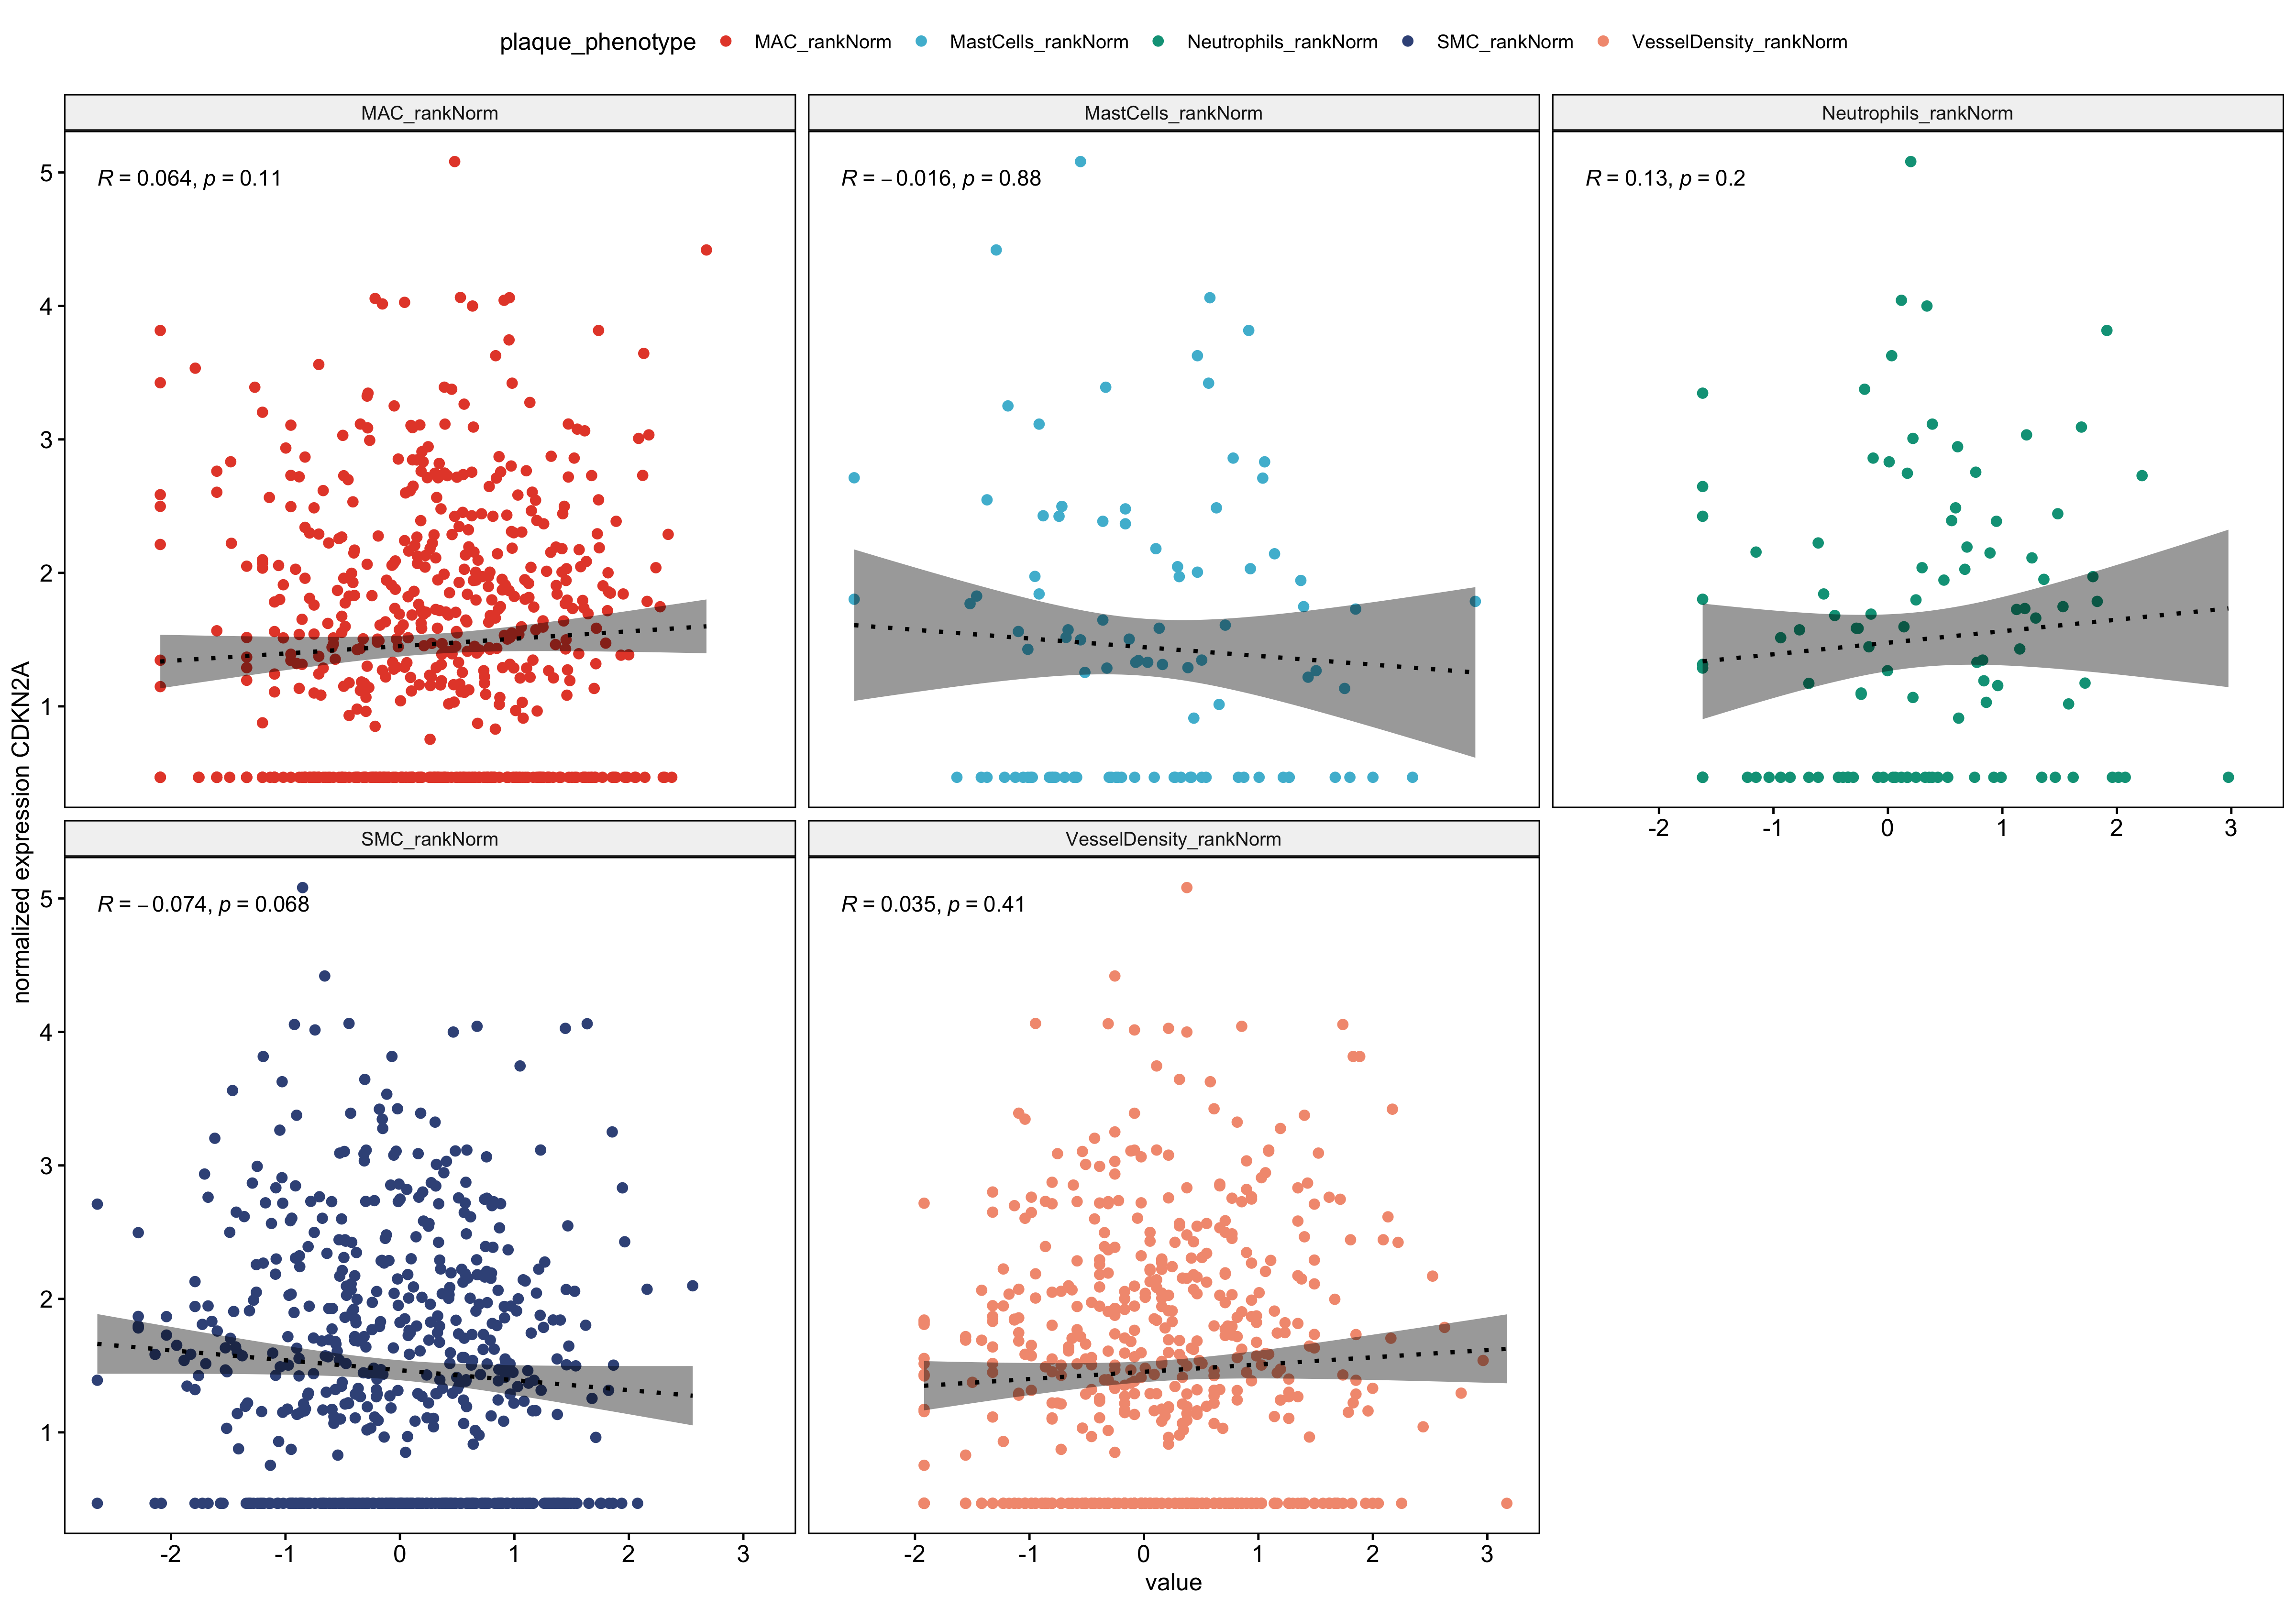 plaque_phenotype MAC_rankNorm MastCells_rankNorm Neutrophils_rankNorm SMC_rankNorm VesselDensity_rankNorm
MAC_rankNorm MastCells_rankNorm Neutrophils_rankNorm
R = 0.064, p = 0.11 R = −0.016, p = 0.88 R = 0.13, p = 0.2
5
4
3
2
1
-2 -1 0 1 2 3
normalized expression CDKN2A
SMC_rankNorm VesselDensity_rankNorm
R = −0.074, p = 0.068 R = 0.035, p = 0.41
5
4
3
2
1
-2 -1 0 1 2 3 -2 -1 0 1 2 3
value